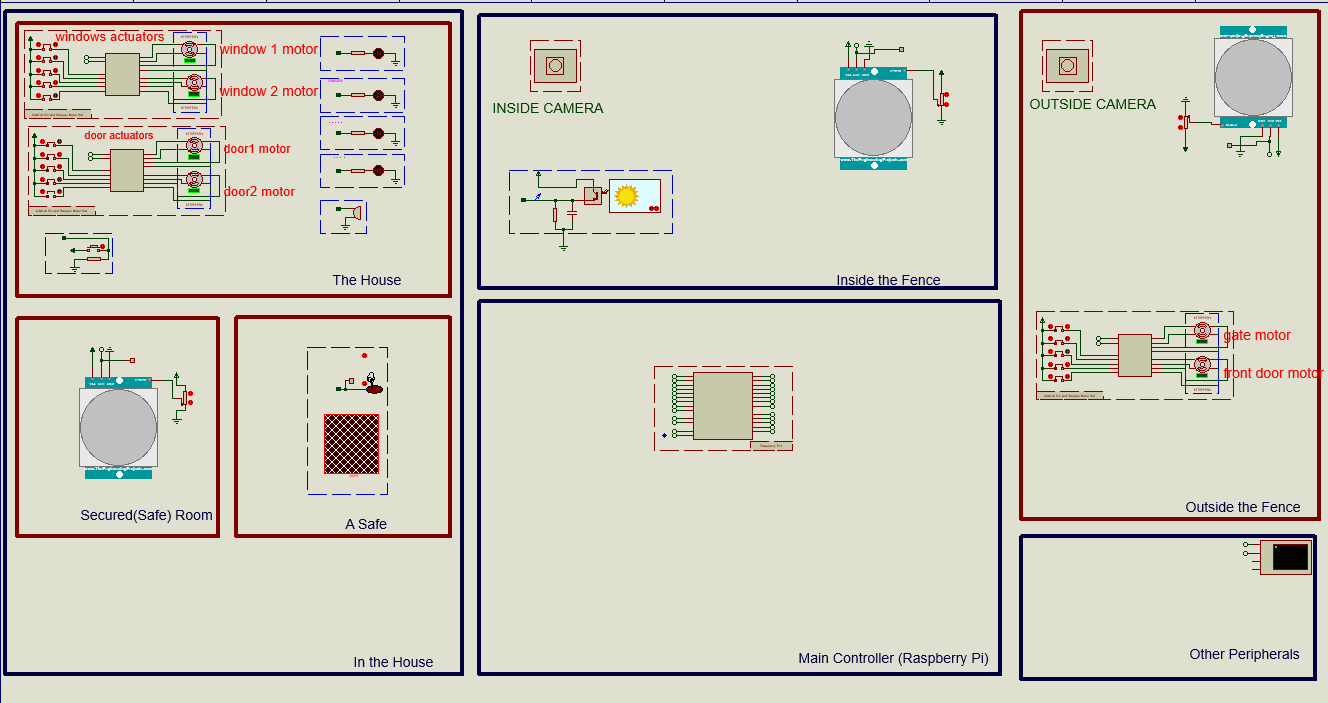 windows actuators
window 1 motor
window 2 motor
door actuators
door1 motor
door2 motor
The House
Secured(Safe) Room
A Safe
In the House
INSIDE CAMERA
Inside the Fence
Main Controller (Raspberry Pi)
OUTSIDE CAMERA
gate motor
front door motor
Outside the Fence
Other Peripherals